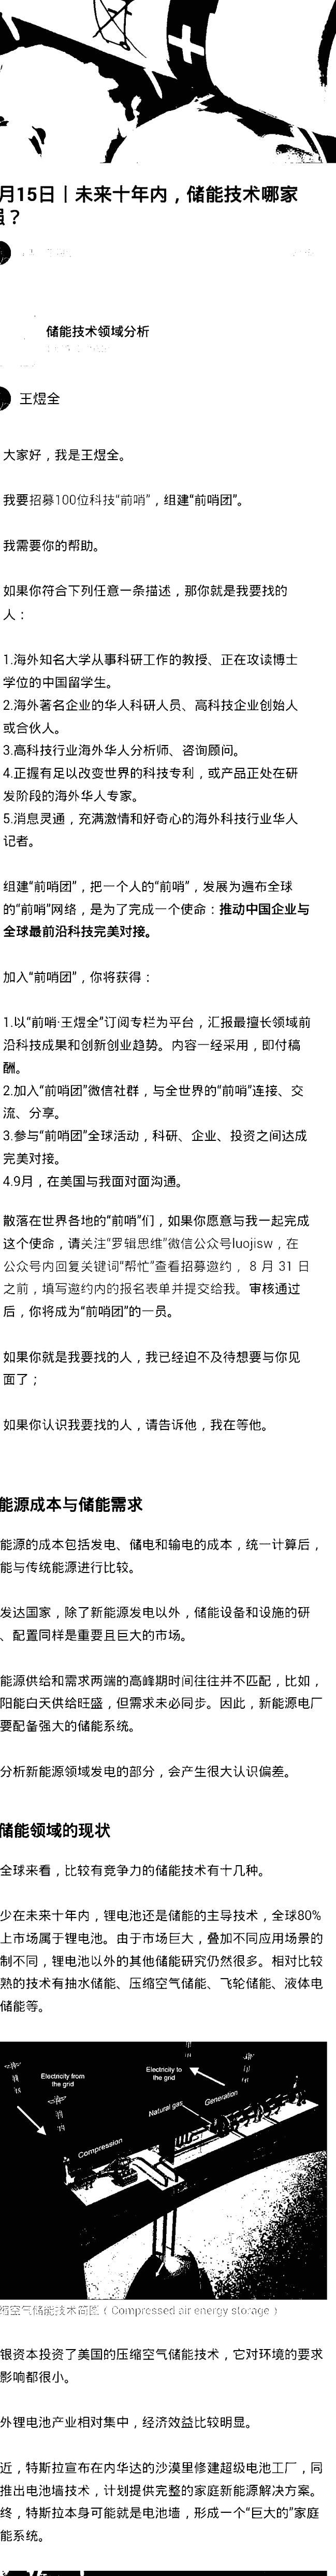 月15日｜未来十年内，储能技术哪家
强？
储能技术领域分析
王煜全
大家好，我是王煜全。
我要招募100位科技“前哨”，组建“前哨团”。
我需要你的帮助。
如果你符合下列任意一条描述，那你就是我要找的
人：
1.海外知名大学从事科研工作的教授、正在攻读博士
学位的中国留学生。
2.海外著名企业的华人科研人员、高科技企业创始人
或合伙人。
3.高科技行业海外华人分析师、咨询顾问。
4.正握有足以改变世界的科技专利，或产品正处在研
发阶段的海外华人专家。
5.消息灵通，充满激情和好奇心的海外科技行业华人
记者。
组建“前哨团”，把一个人的“前哨”，发展为遍布全球
的“前哨”网络，是为了完成一个使命：推动中国企业与
全球最前沿科技完美对接。
加入“前哨团”，你将获得：
1.以“前哨·王煜全”订阅专栏为平台，汇报最擅长领域前
沿科技成果和创新创业趋势。内容一经采用，即付稿
酬。
2.加入“前哨团”微信社群，与全世界的“前哨”连接、交
流、分享。
3.参与“前哨团”全球活动，科研、企业、投资之间达成
完美对接。
4.9月，在美国与我面对面沟通。
散落在世界各地的“前哨”们，如果你愿意与我一起完成
这个使命，请关注“罗辑思维”微信公众号luojisw，在
公众号内回复关键词“帮忙”查看招募邀约，8 月 31 日
之前，填写邀约内的报名表单并提交给我。审核通过
后，你将成为“前哨团”的一员。
如果你就是我要找的人，我已经迫不及待想要与你见
面了；
如果你认识我要找的人，请告诉他，我在等他。
能源成本与储能需求
能源的成本包括发电、储电和输电的成本，统一计算后，
能与传统能源进行比较。
发达国家，除了新能源发电以外，储能设备和设施的研
、配置同样是重要且巨大的市场。
能源供给和需求两端的高峰期时间往往并不匹配，比如，
阳能白天供给旺盛，但需求未必同步。因此，新能源电厂
要配备强大的储能系统。
分析新能源领域发电的部分，会产生很大认识偏差。
储能领域的现状
全球来看，比较有竞争力的储能技术有十几种。
少在未来十年内，锂电池还是储能的主导技术，全球80%
上市场属于锂电池。由于市场巨大，叠加不同应用场景的
制不同，锂电池以外的其他储能研究仍然很多。相对比较
熟的技术有抽水储能、压缩空气储能、飞轮储能、液体电
储能等。
Electricity from
the grid
Electricity to
the grid
Compression
Natural gas
Generation
缩空气储能技术简图（Compressed air energy storage）
银资本投资了美国的压缩空气储能技术，它对环境的要求
影响都很小。
外锂电池产业相对集中，经济效益比较明显。
近，特斯拉宣布在内华达的沙漠里修建超级电池工厂，同
推出电池墙技术，计划提供完整的家庭新能源解决方案。
终，特斯拉本身可能就是电池墙，形成一个“巨大的”家庭
能系统。